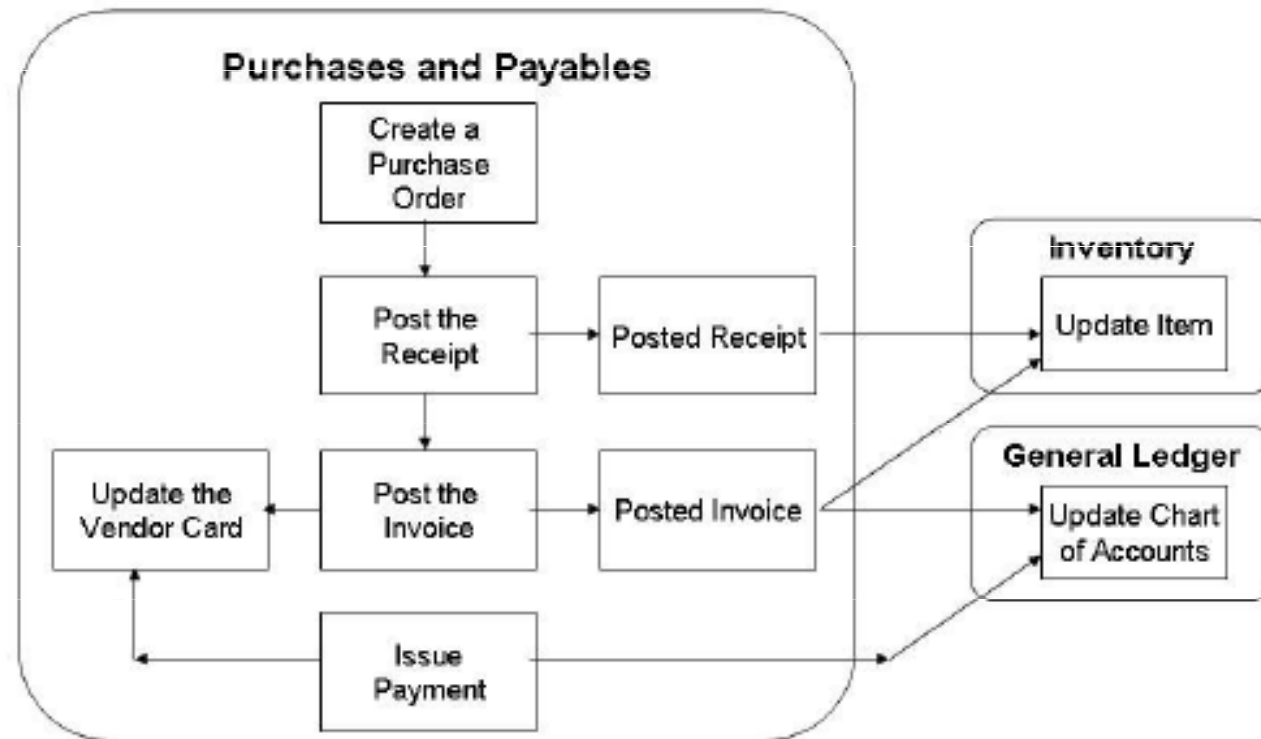 Purchases and Payables
Create a
Purchase
Order
Inventory
Post the
Receipt
Posted Receipt
Update Item
General Ledger
Update the
Vendor Card
Post the
Invoice
Posted Invoice
Update Chart
of Accounts
Issue
Payment